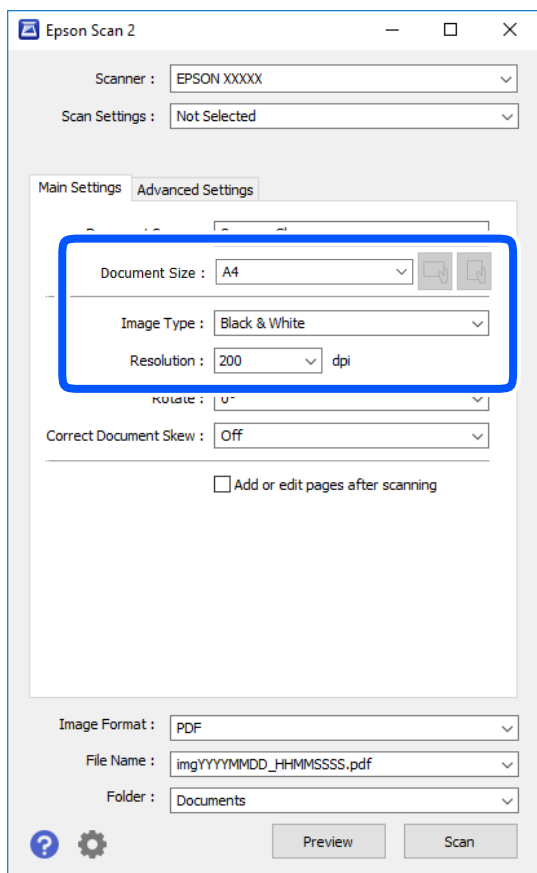 Epson Scan 2
Scanner : EPSON XXXXX
Scan Settings : Not Selected
Main Settings Advanced Settings
Document Size : A4
Image Type : Black & White
Resolution : 200 dpi
Rotate : 0°
Correct Document Skew : Off
Add or edit pages after scanning
Image Format : PDF
File Name : imgYYYYMMDD_HHMMSSSS.pdf
Folder : Documents
? Preview Scan